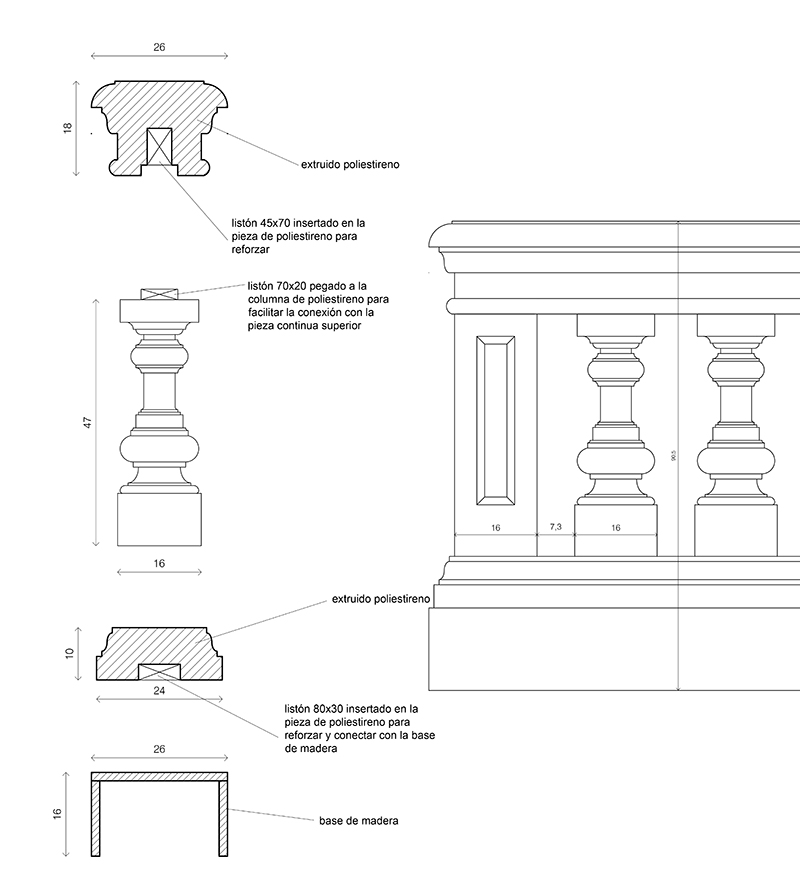 26
18
extruido poliestireno
listón 45x70 insertado en la
pieza de poliestireno para
reforzar
listón 70x20 pegado a la
columna de poliestireno para
facilitar la conexión con la
pieza continua superior
47
16
90,5
16
7,3
16
extruido poliestireno
10
24
listón 80x30 insertado en la
pieza de poliestireno para
reforzar y conectar con la base
de madera
26
16
base de madera